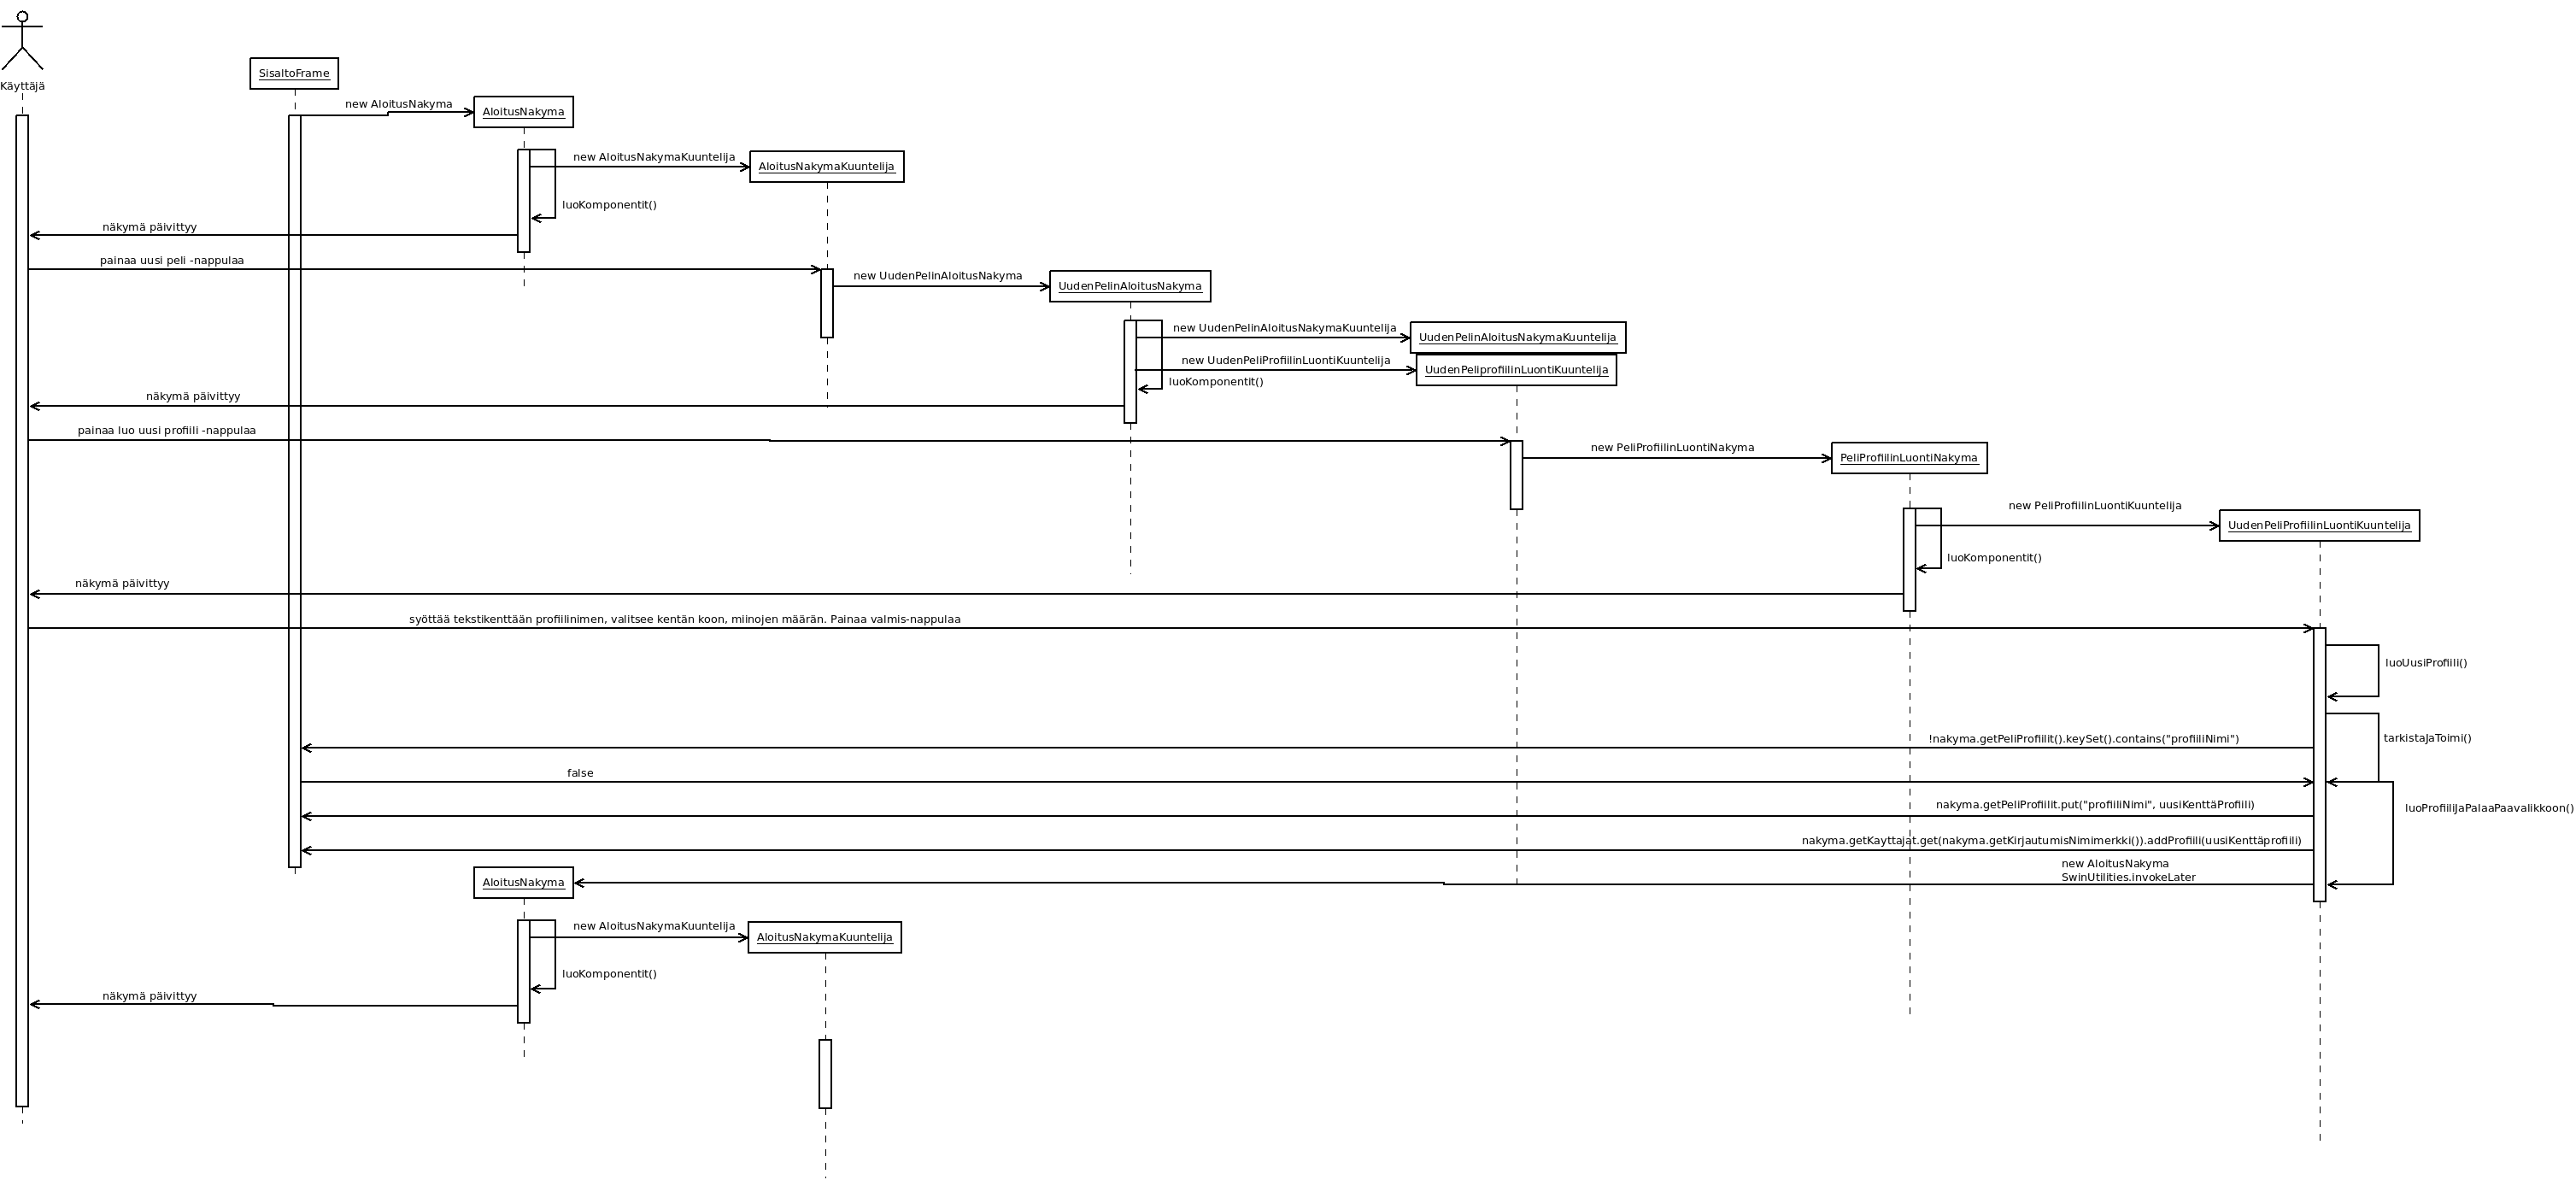 Käyttäjä
SisaltoFrame
new AloitusNakyma
AloitusNakyma
new AloitusNakymaKuuntelija
AloitusNakymaKuuntelija
luoKomponentit()
näkymä päivittyy
painaa uusi peli -nappulaa
new UudenPelinAloitusNakyma
UudenPelinAloitusNakyma
new UudenPelinAloitusNakymaKuuntelija
UudenPelinAloitusNakymaKuuntelija
new UudenPeliProfiilinLuontiKuuntelija
UudenPeliprofiilinLuontiKuuntelija
luoKomponentit()
näkymä päivittyy
painaa luo uusi profiili -nappulaa
new PeliProfiilinLuontiNakyma
PeliProfiilinLuontiNakyma
new PeliProfiilinLuontiKuuntelija
UudenPeliProfiilinLuontiKuuntelija
luoKomponentit()
näkymä päivittyy
syöttää tekstikenttään profiilinimen, valitsee kentän koon, miinojen määrän. Painaa valmis-nappulaa
luoUusiProfiili()
!nakyma.getPeliProfiilit().keySet().contains("profiiliNimi")
tarkistaJaToimi()
false
nakyma.getPeliProfiilit.put("profiiliNimi", uusiKenttäProfiili)
luoProfiiliJaPalaaPaavalikkoon()
nakyma.getKayttajat.get(nakyma.getKirjautumisNimimerkki()).addProfiili(uusiKenttäprofiili)
new AloitusNakyma
SwinUtilities.invokeLater
AloitusNakyma
new AloitusNakymaKuuntelija
AloitusNakymaKuuntelija
luoKomponentit()
näkymä päivittyy